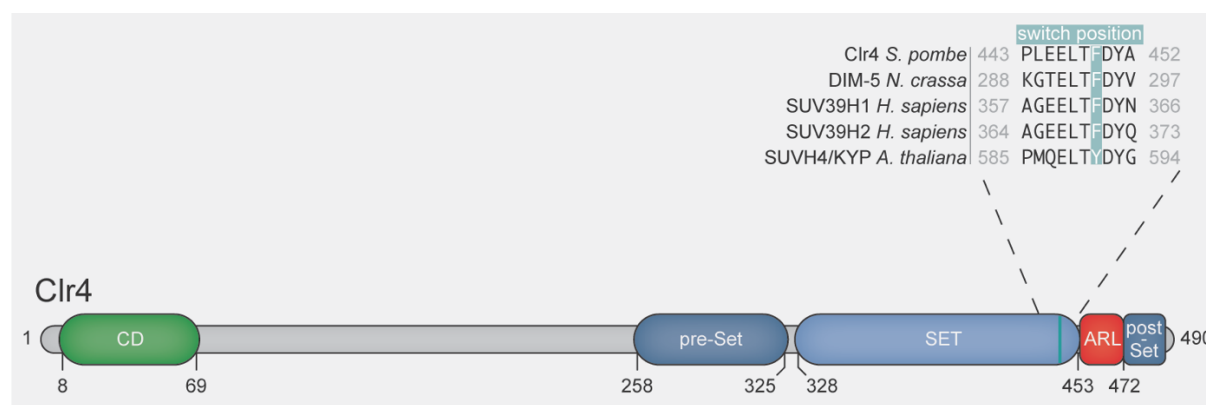 switch position
Clr4 S. pombe 443 PLEELTFDYA 452
DIM-5 N. crassa 288 KGTELTFDYV 297
SUV39H1 H. sapiens 357 AGEELTFDYN 366
SUV39H2 H. sapiens 364 AGEELTFDYQ 373
SUVH4/KYP A. thaliana 585 PMQELTYDYG 594
Clr4
1 CD pre-Set SET ARL post-Set 490
8 69 258 325 328 453 472